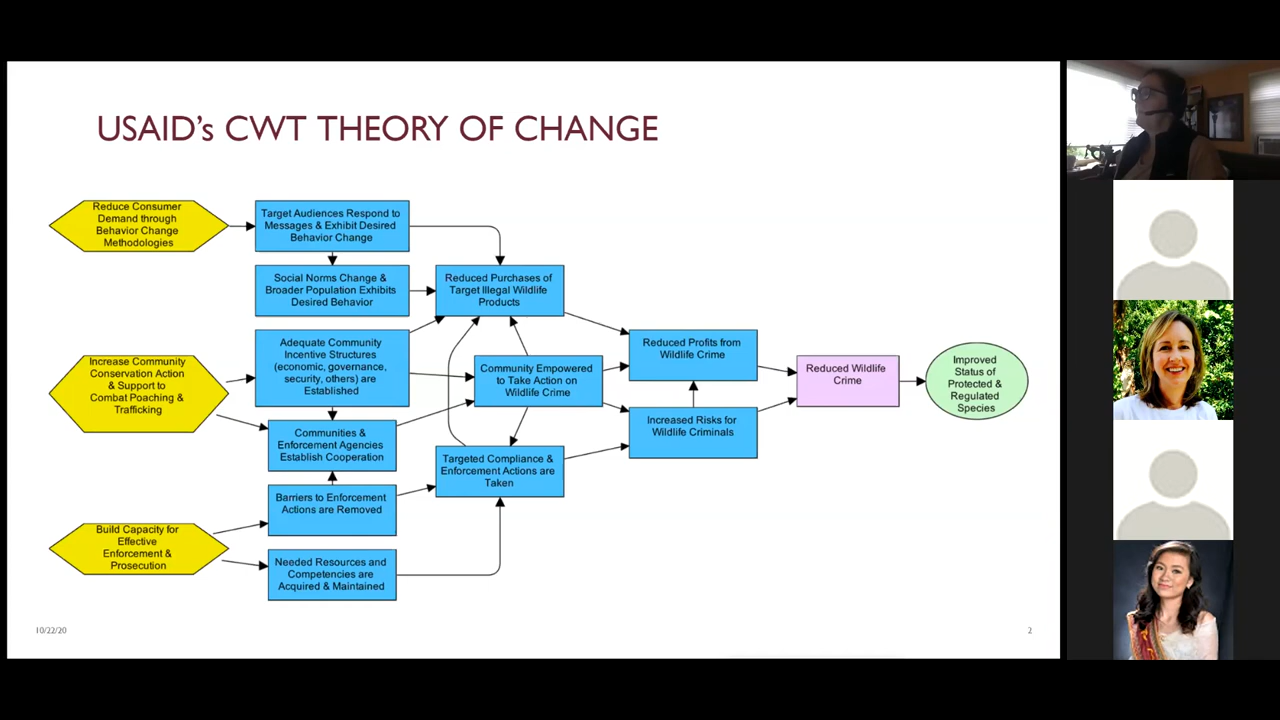 USAID's CWT THEORY OF CHANGE
Reduce Consumer
Demand through
Behavior Change
Methodologies
Target Audiences Respond to
Messages & Exhibit Desired
Behavior Change
Social Norms Change &
Broader Population Exhibits
Desired Behavior
Reduced Purchases of
Target Illegal Wildlife
Products
Increase Community
Conservation Action
& Support to
Combat Poaching &
Trafficking
Adequate Community
Incentive Structures
(economic, governance,
security, others) are
Established
Community Empowered
to Take Action on
Wildlife Crime
Reduced Profits from
Wildlife Crime
Reduced Wildlife
Crime
Improved
Status of
Protected &
Regulated
Species
Communities &
Enforcement Agencies
Establish Cooperation
Increased Risks for
Wildlife Criminals
Targeted Compliance &
Enforcement Actions are
Taken
Barriers to Enforcement
Actions are Removed
Build Capacity for
Effective
Enforcement &
Prosecution
Needed Resources and
Competencies are
Acquired & Maintained
10/22/20
2